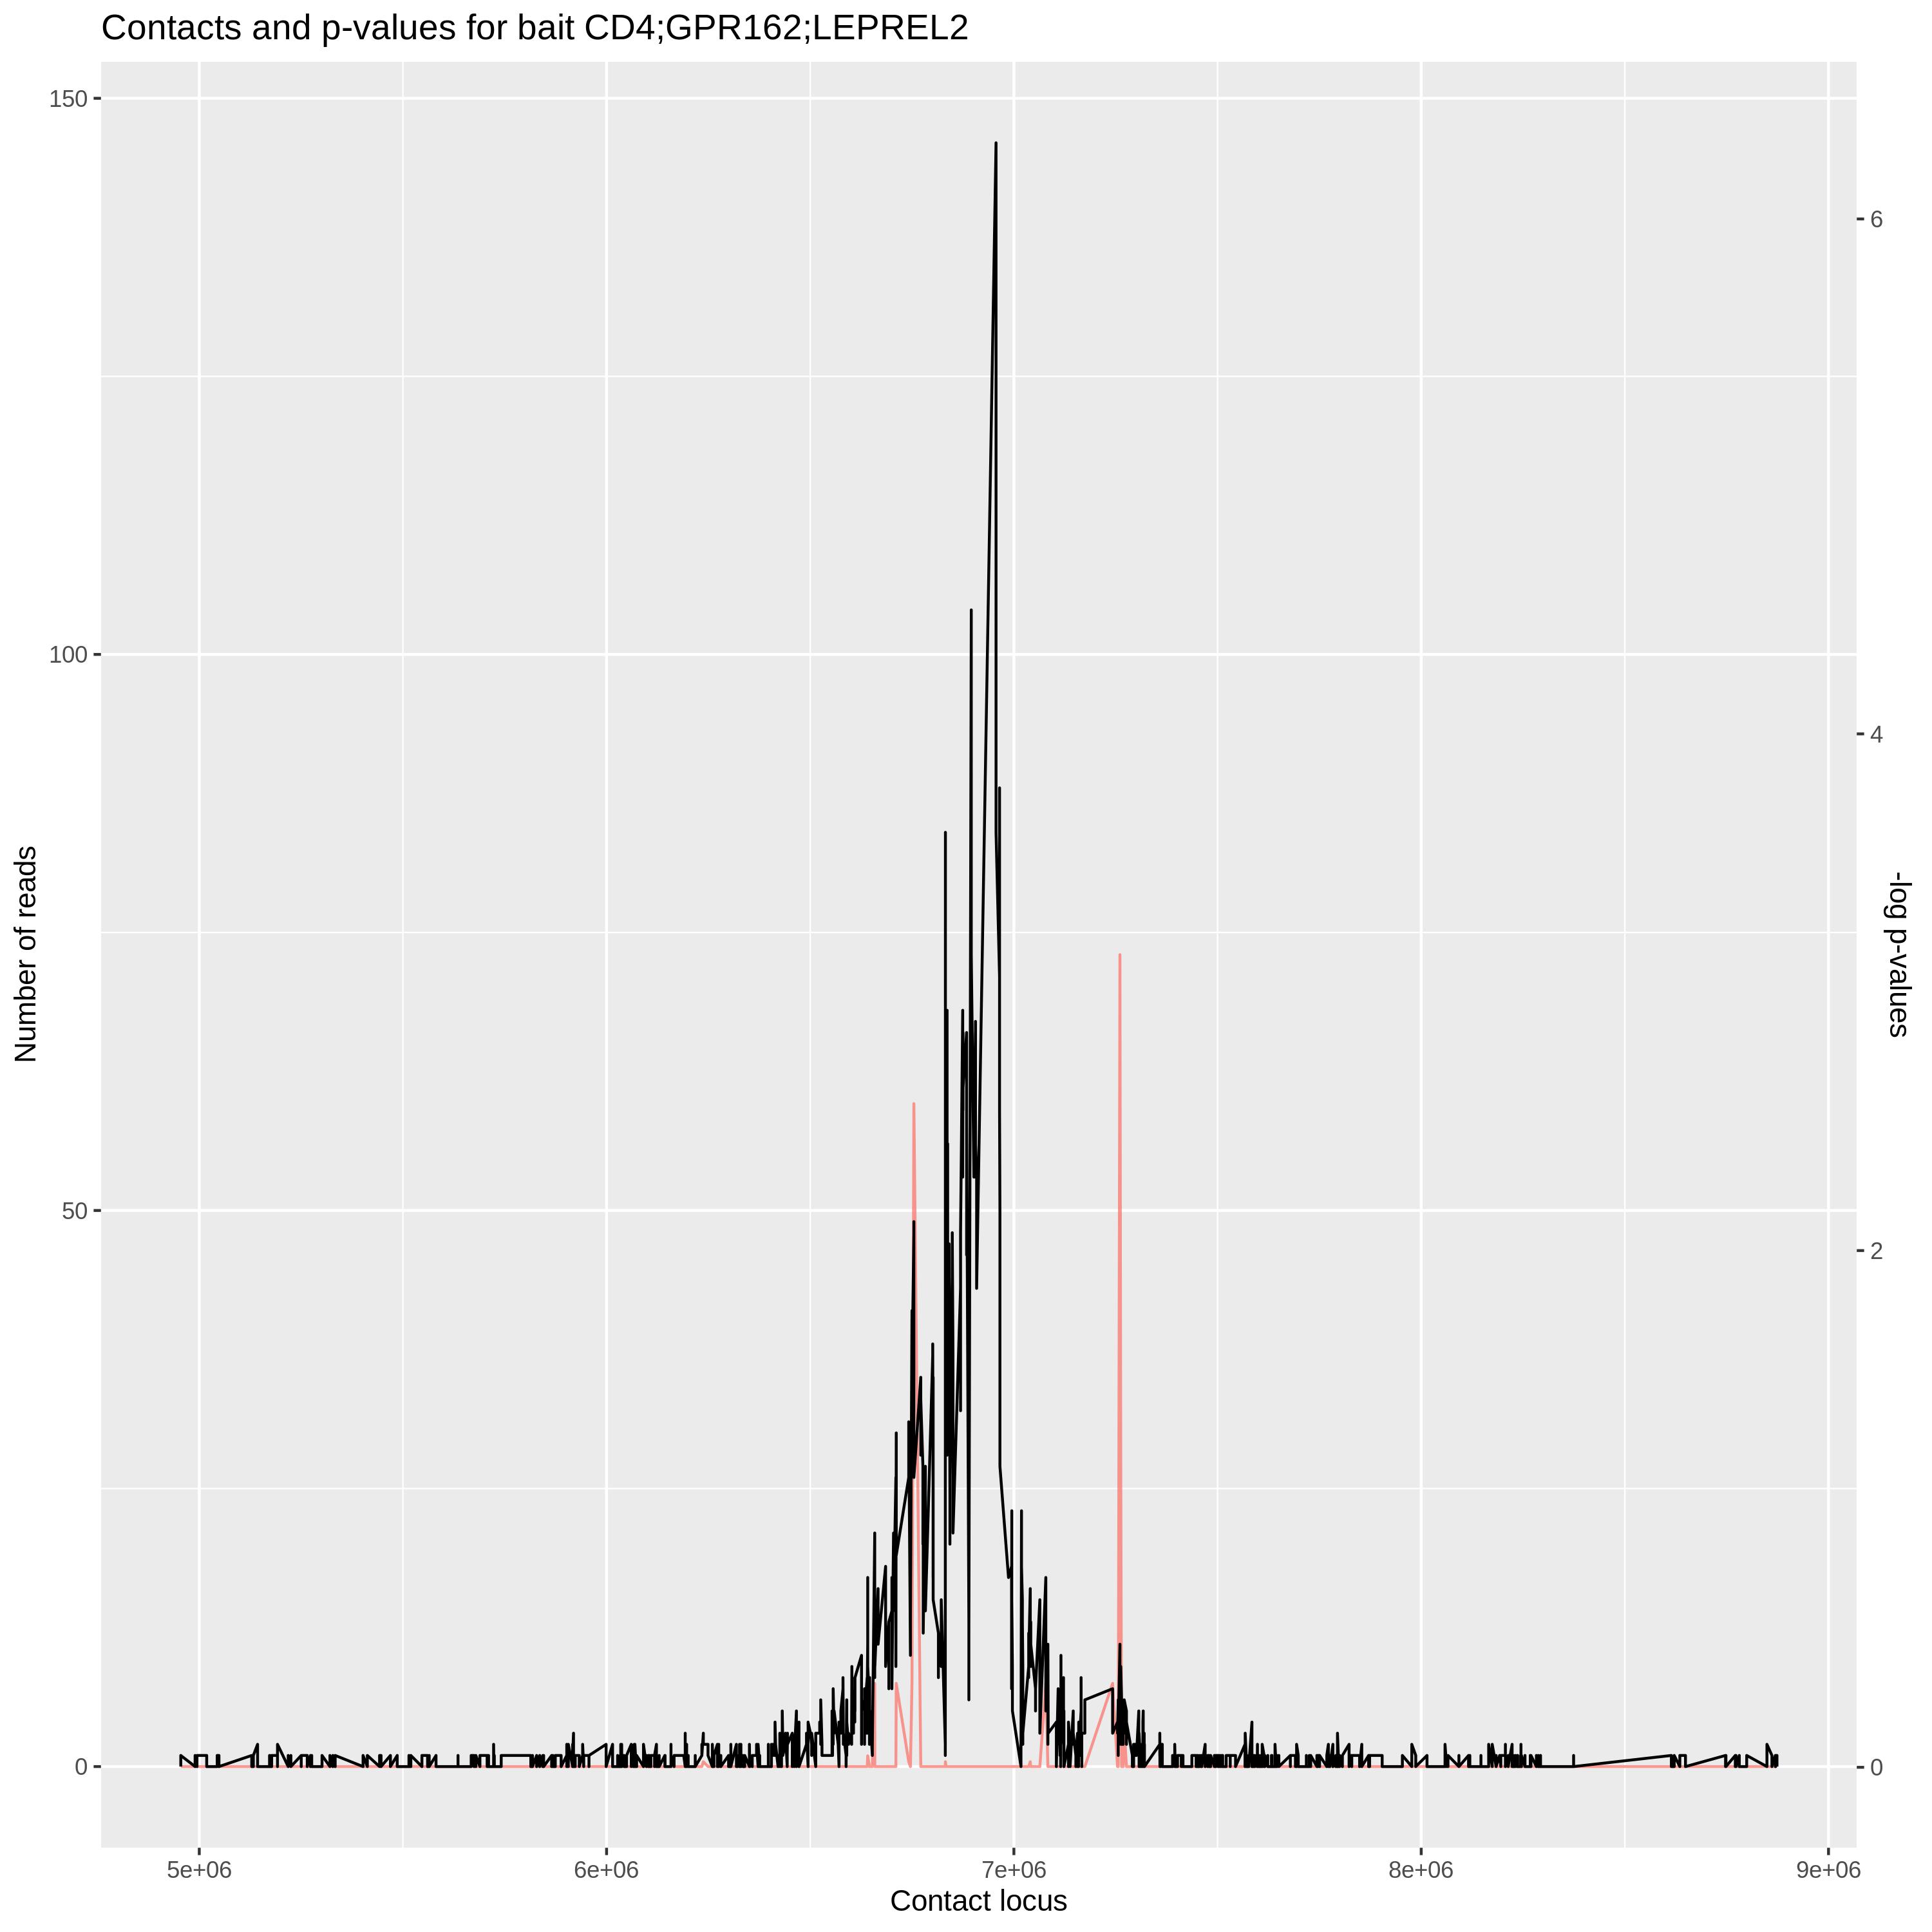 Contacts and p-values for bait CD4;GPR162;LEPREL2
150
100
50
0
Number of reads
6
4
2
0
-log p-values
5e+06
6e+06
7e+06
8e+06
9e+06
Contact locus